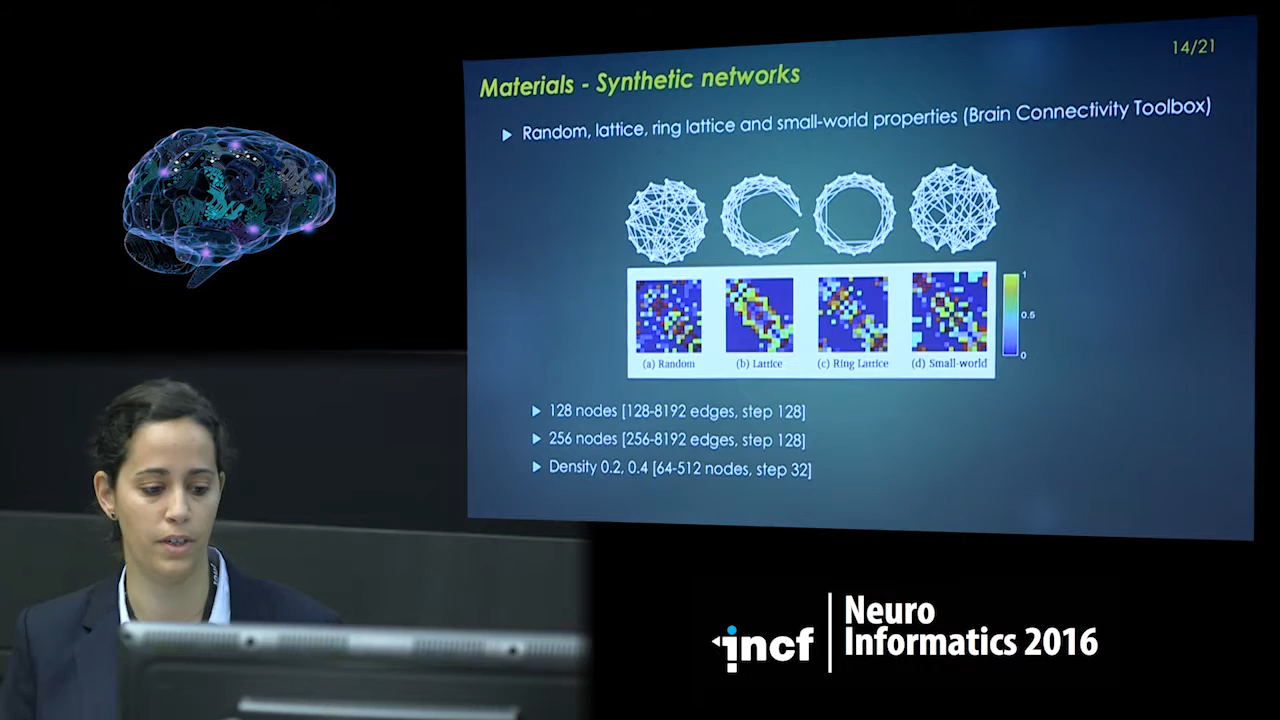 14/21
Materials - Synthetic networks
Random, lattice, ring lattice and small-world properties (Brain Connectivity Toolbox)
1
0.5
0
(a) Random (b) Lattice (c) Ring Lattice (d) Small-world
128 nodes [128-8192 edges, step 128]
256 nodes [256-8192 edges, step 128]
Density 0.2, 0.4 [64-512 nodes, step 32]
incf
Neuro
Informatics 2016